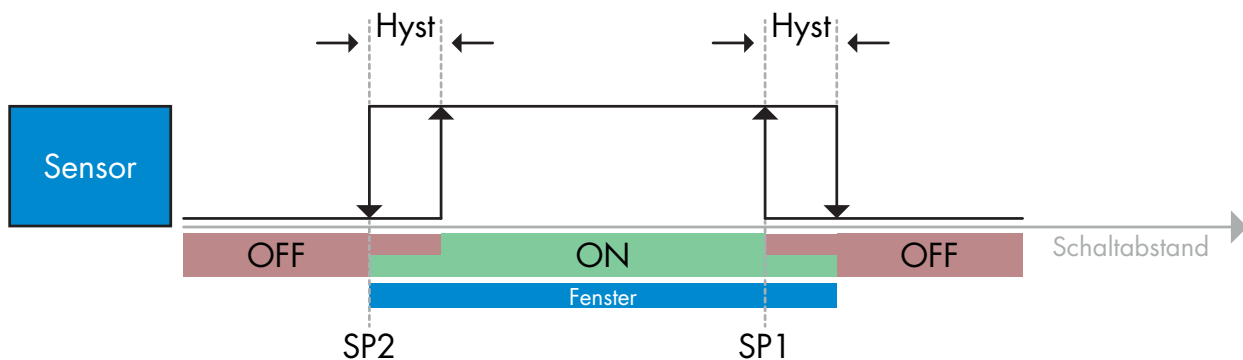 Hyst Hyst
Sensor
OFF ON OFF
Schaltabstand
Fenster
SP2 SP1